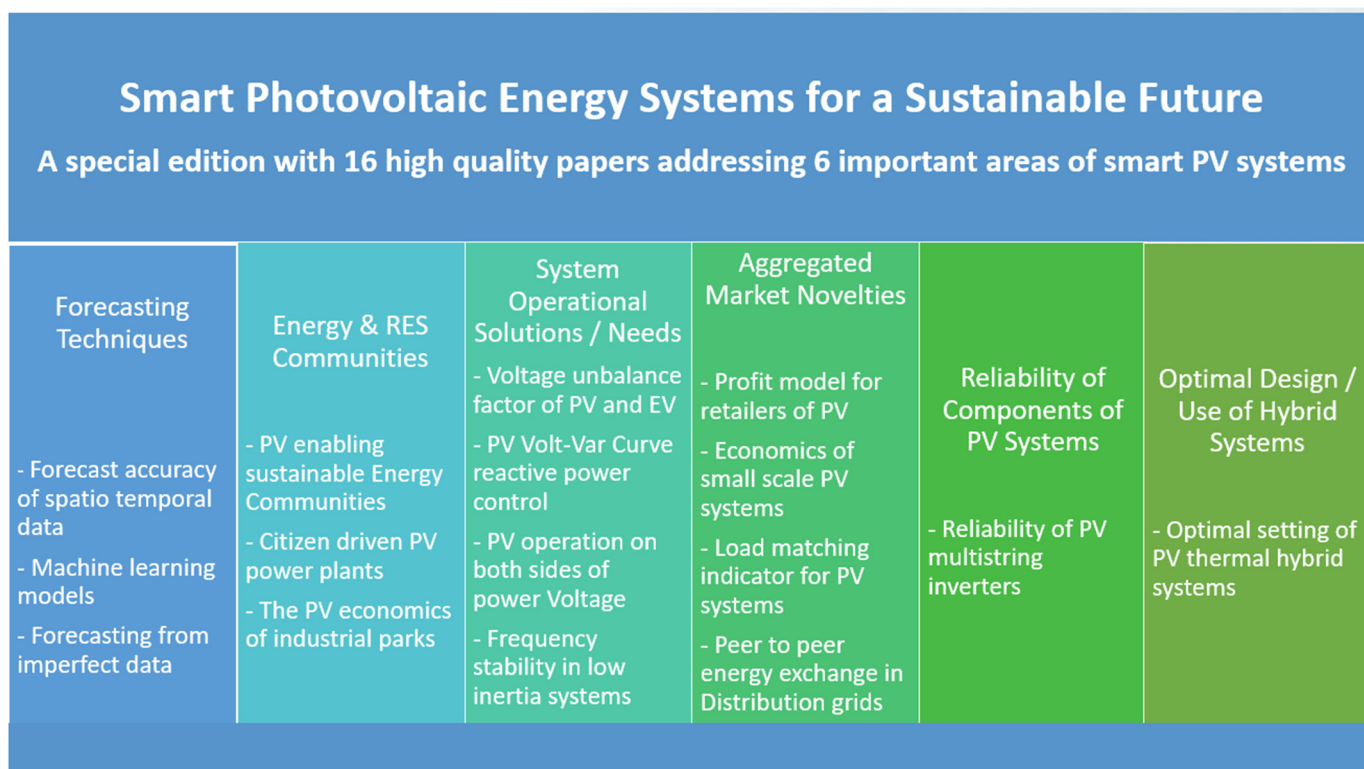 Smart Photovoltaic Energy Systems for a Sustainable Future
A special edition with 16 high quality papers addressing 6 important areas of smart PV systems
Forecasting
Techniques
- Forecast accuracy
of spatio temporal
data
- Machine learning
models
- Forecasting from
imperfect data
Energy & RES
Communities
- PV enabling
sustainable Energy
Communities
- Citizen driven PV
power plants
- The PV economics
of industrial parks
System
Operational
Solutions / Needs
- Voltage unbalance
factor of PV and EV
- PV Volt-Var Curve
reactive power
control
- PV operation on
both sides of
power Voltage
- Frequency
stability in low
inertia systems
Aggregated
Market Novelties
- Profit model for
retailers of PV
- Economics of
small scale PV
systems
- Load matching
indicator for PV
systems
- Peer to peer
energy exchange in
Distribution grids
Reliability of
Components of
PV Systems
- Reliability of PV
multistring
inverters
Optimal Design /
Use of Hybrid
Systems
- Optimal setting of
PV thermal hybrid
systems